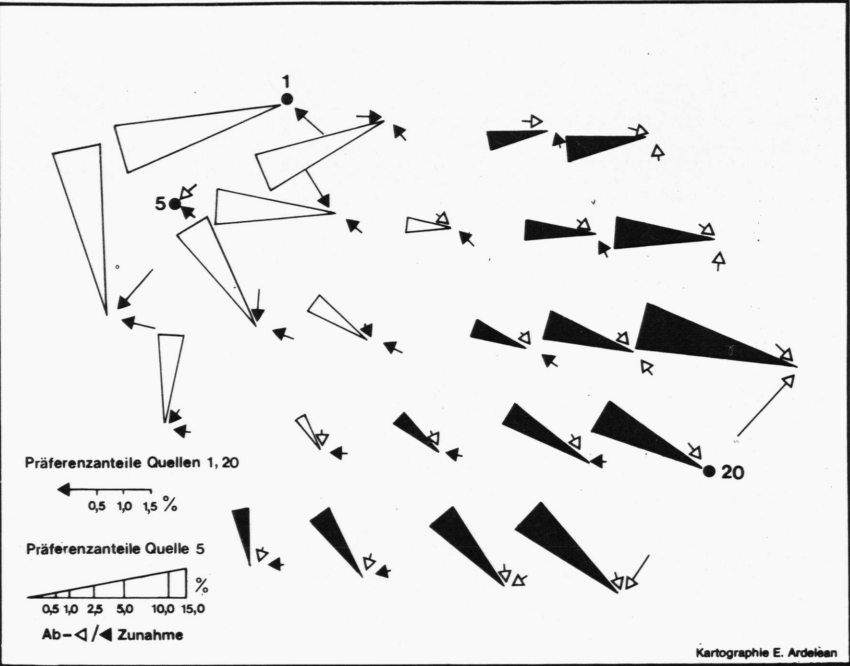 1
5
20
Präferenzanteile Quellen 1, 20
0,5 1,0 1,5 %
Präferenzanteile Quelle 5
%
0,5 1,0 2,5 5,0 10,0 15,0
Ab- / Zunahme
Kartographie E. Ardelean